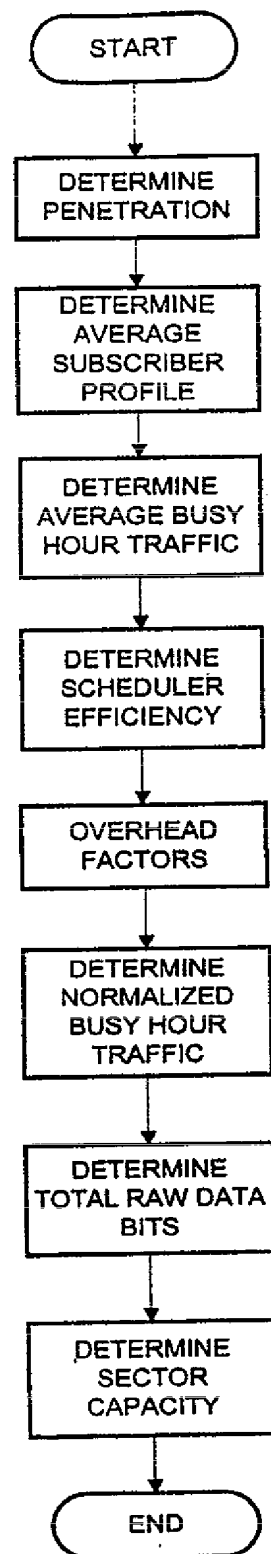 START
DETERMINE
PENETRATION
DETERMINE
AVERAGE
SUBSCRIBER
PROFILE
DETERMINE
AVERAGE BUSY
HOUR TRAFFIC
DETERMINE
SCHEDULER
EFFICIENCY
OVERHEAD
FACTORS
DETERMINE
NORMALIZED
BUSY HOUR
TRAFFIC
DETERMINE
TOTAL RAW DATA
BITS
DETERMINE
SECTOR
CAPACITY
END